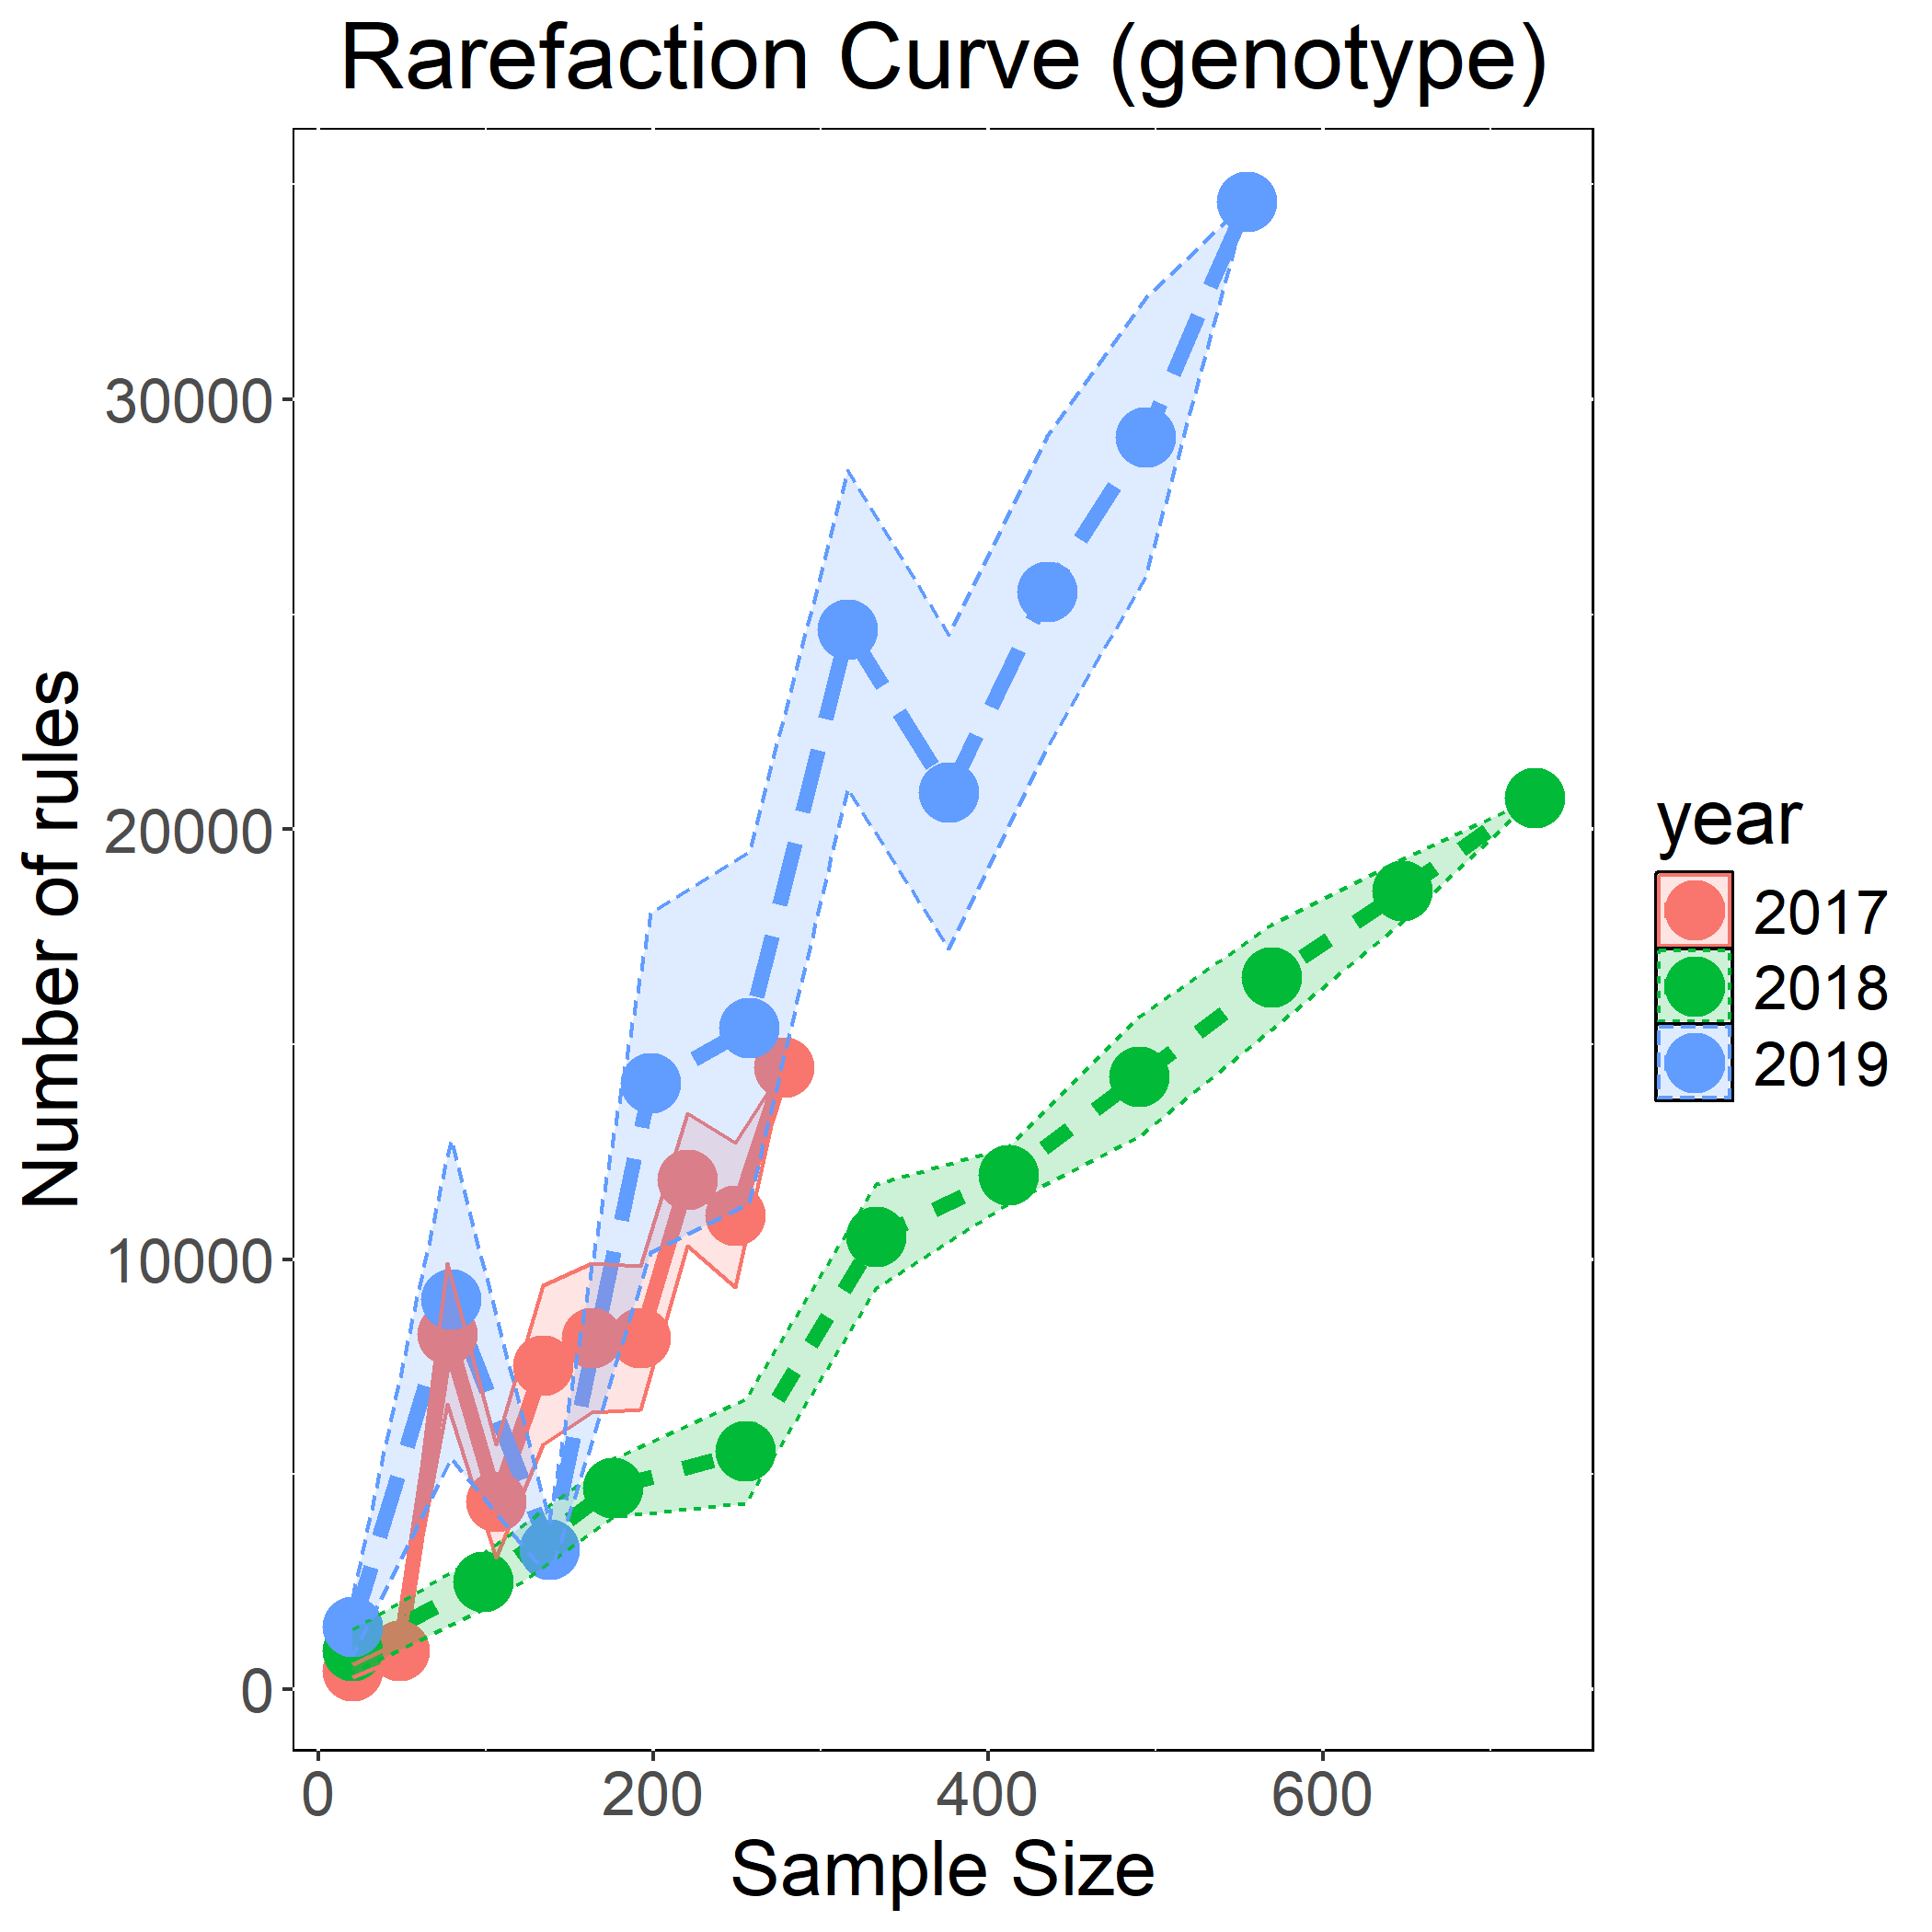 Rarefaction Curve (genotype)
Number of rules
30000
20000
10000
0
0 200 400 600
Sample Size
year
2017
2018
2019